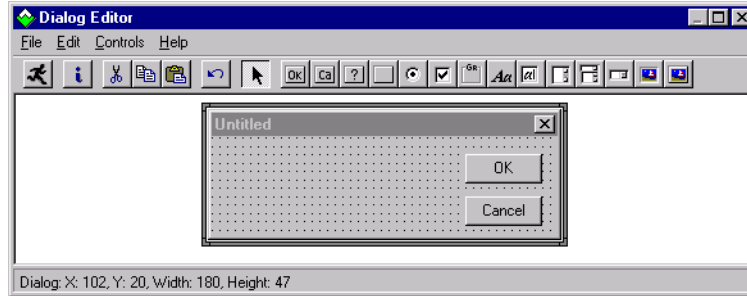 Dialog Editor
File Edit Controls Help
OK Ca ? GR Aa al
Untitled
OK
Cancel
Dialog: X: 102, Y: 20, Width: 180, Height: 47